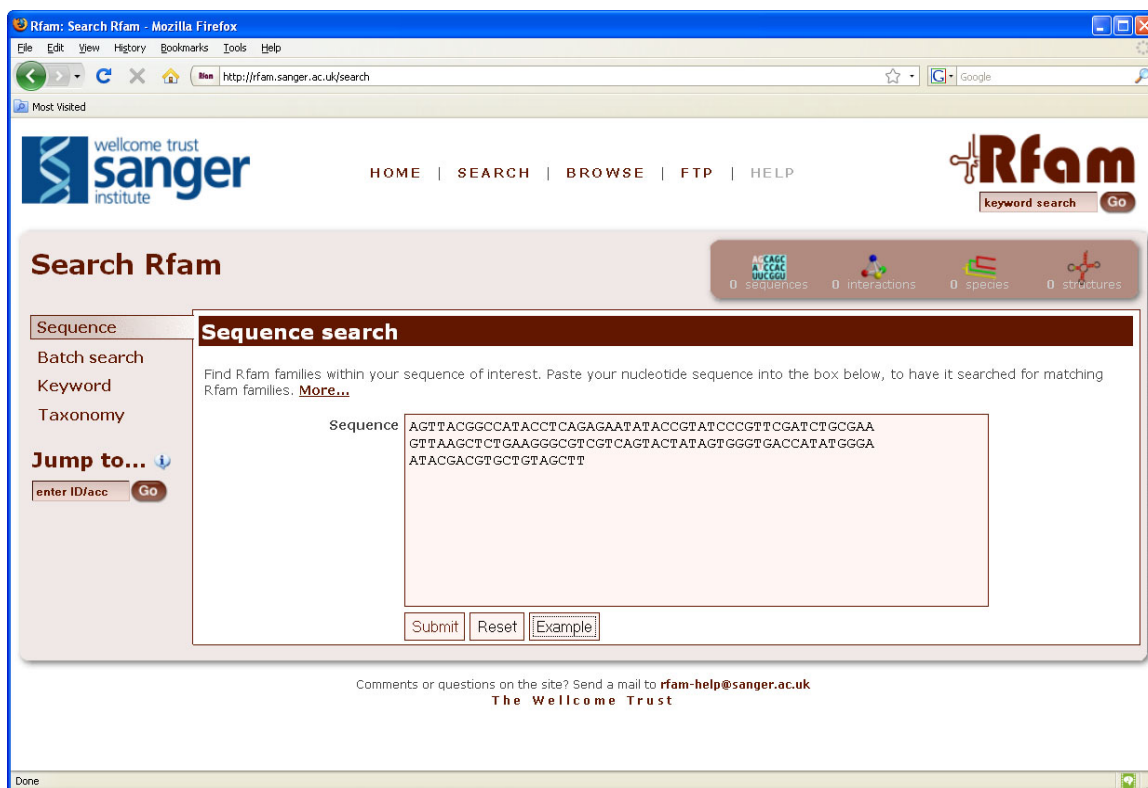 Rfam: Search Rfam - Mozilla Firefox
File Edit View History Bookmarks Tools Help
Rfam http://rfam.sanger.ac.uk/search G Google
Most Visited
wellcome trust
sanger
institute
HOME | SEARCH | BROWSE | FTP | HELP
Rfam
keyword search Go
Search Rfam
AGCAGC
A CCAC
UUCGGU
0 sequences 0 interactions 0 species 0 structures
Sequence
Batch search
Keyword
Taxonomy
Jump to... i
enter ID/acc Go
Sequence search
Find Rfam families within your sequence of interest. Paste your nucleotide sequence into the box below, to have it searched for matching
Rfam families. More...
Sequence AGTTACGGCCATACCTCAGAGAATATACCGTATCCCGTTCGATCTGCGAA
GTTAAGCTCTGAAGGGCGTCGTCAGTACTATAGTGGGTGACCATATGGGA
ATACGACGTGCTGTAGCTT
Submit Reset Example
Comments or questions on the site? Send a mail to rfam-help@sanger.ac.uk
The Wellcome Trust
Done